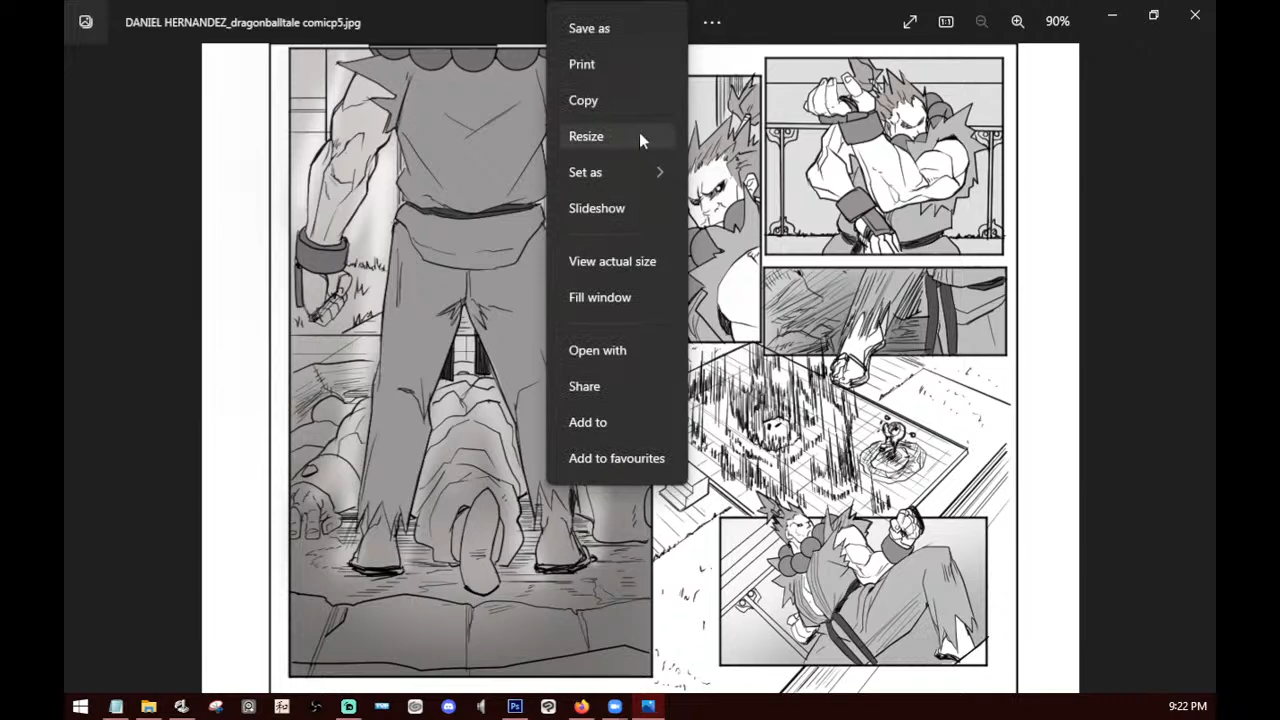 DANIEL HERNANDEZ_dragonballtale comicp5.jpg
90%
Save as
Print
Copy
Resize
Set as
Slideshow
View actual size
Fill window
Open with
Share
Add to
Add to favourites
9:22 PM